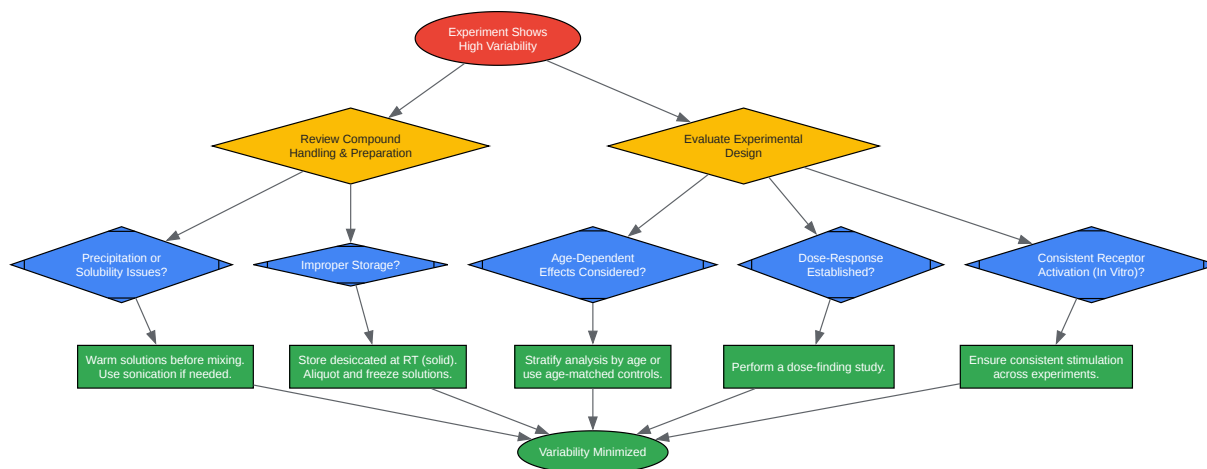 Experiment Shows
High Variability
Review Compound
Handling & Preparation
Evaluate Experimental
Design
Precipitation or
Solubility Issues?
Improper Storage?
Age-Dependent
Effects Considered?
Dose-Response
Established?
Consistent Receptor
Activation (In Vitro)?
Warm solutions before mixing.
Use sonication if needed.
Store desiccated at RT (solid).
Aliquot and freeze solutions.
Stratify analysis by age or
use age-matched controls.
Perform a dose-finding study.
Ensure consistent stimulation
across experiments.
Variability Minimized